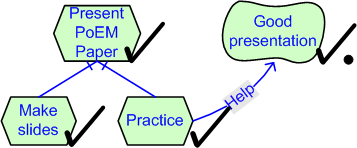 Present
PoEM
Paper
Good
presentation
Make
slides
Practice
Help